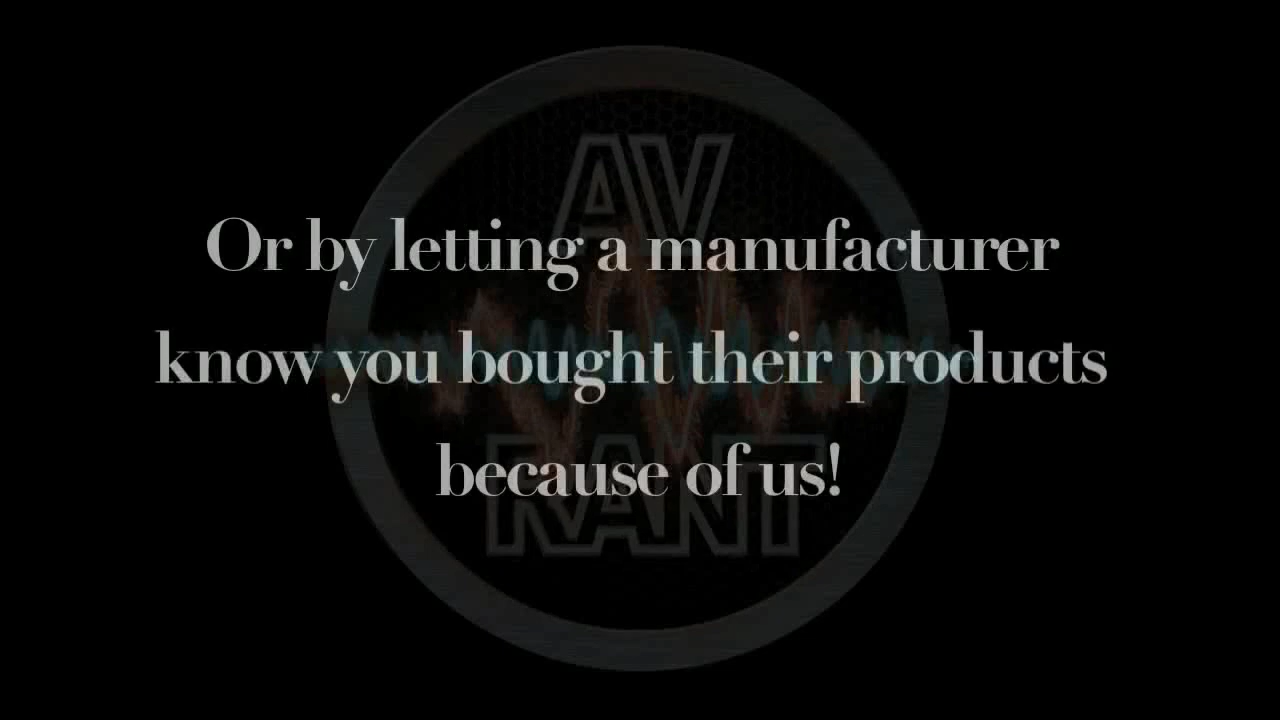 AV
Or by letting a manufacturer
know you bought their products
because of us!
RANT